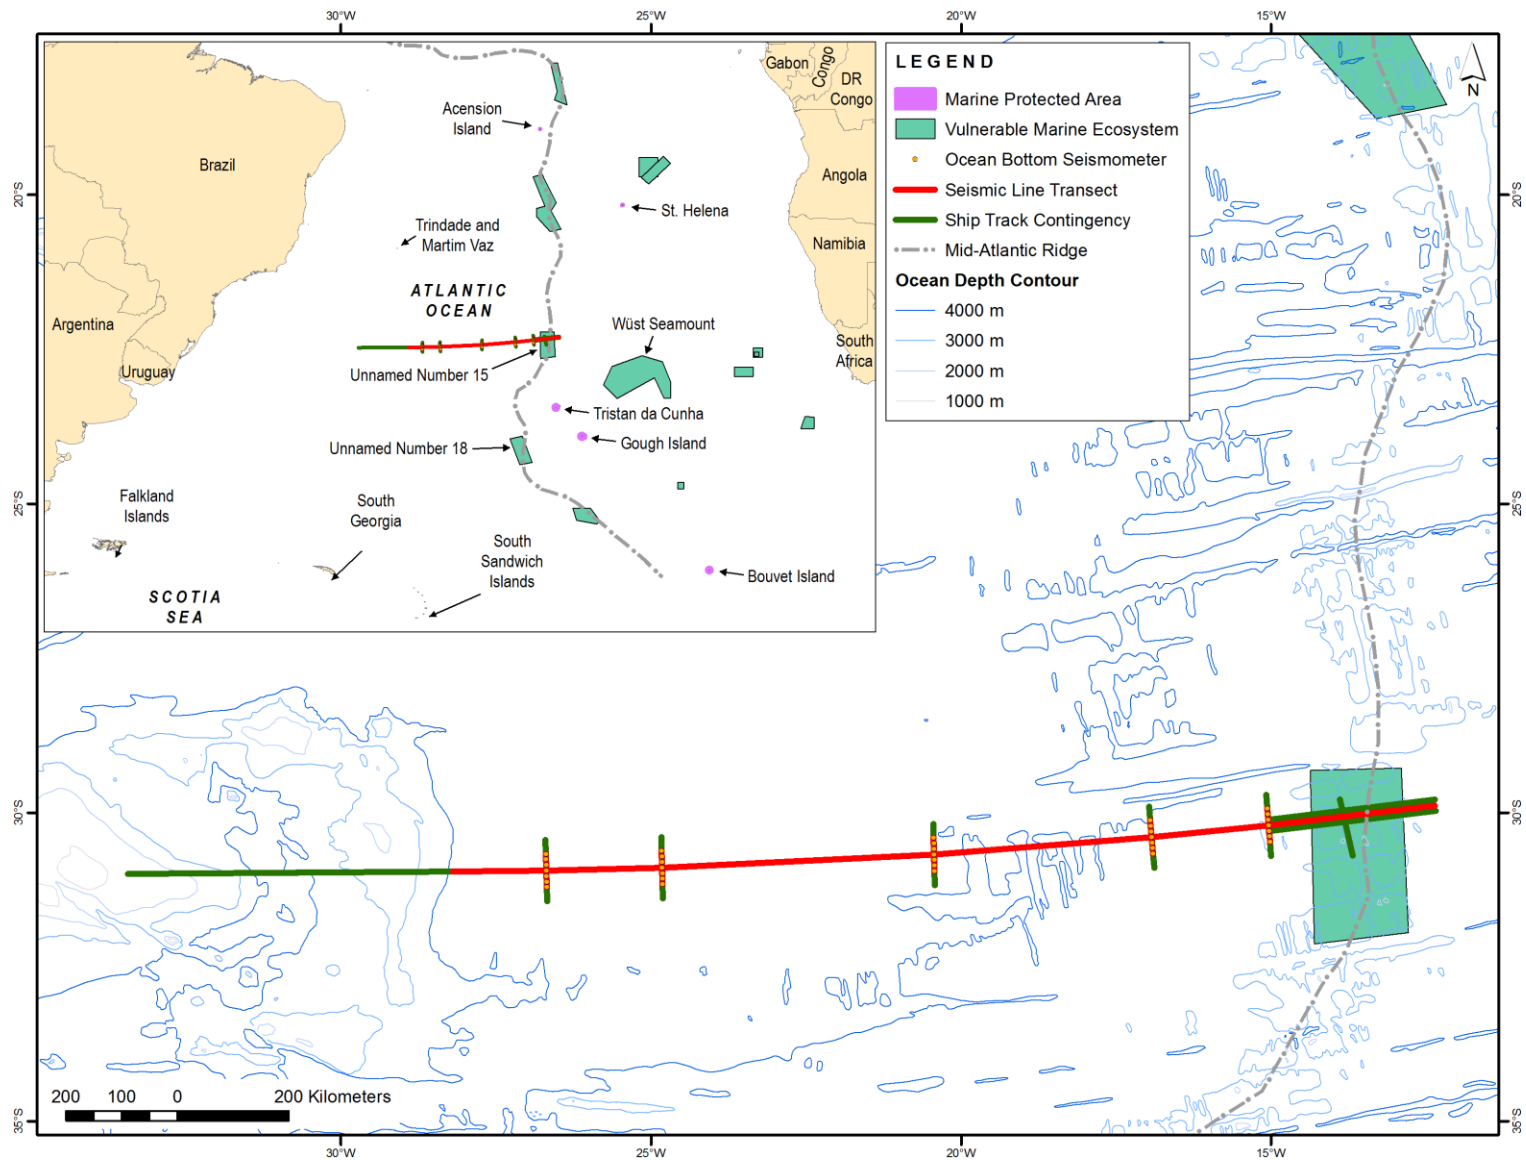 30°W
25°W
20°W
15°W
20°S
25°S
30°S
35°S
20°S
25°S
30°S
35°S
30°W
25°W
20°W
15°W
Gabon
Congo
DR
Congo
Acension
Island
Brazil
Angola
St. Helena
Trindade and
Martim Vaz
Namibia
ATLANTIC
OCEAN
Argentina
Wüst Seamount
South
Africa
Uruguay
Unnamed Number 15
Tristan da Cunha
Gough Island
Unnamed Number 18
Falkland
Islands
South
Georgia
South
Sandwich
Islands
Bouvet Island
SCOTIA
SEA
LEGEND
Marine Protected Area
Vulnerable Marine Ecosystem
Ocean Bottom Seismometer
Seismic Line Transect
Ship Track Contingency
Mid-Atlantic Ridge
Ocean Depth Contour
4000 m
3000 m
2000 m
1000 m
N
200 100 0 200 Kilometers